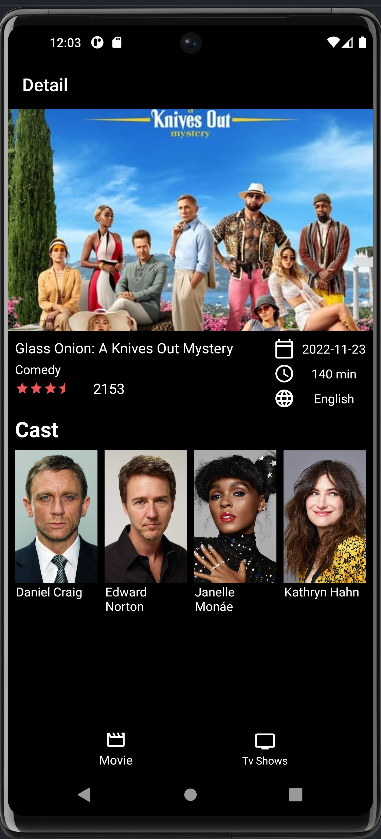 12:03
Detail
a
Knives Out
mystery
Glass Onion: A Knives Out Mystery
2022-11-23
Comedy
140 min
2153
English
Cast
Daniel Craig
Edward
Norton
Janelle
Monáe
Kathryn Hahn
Movie
Tv Shows